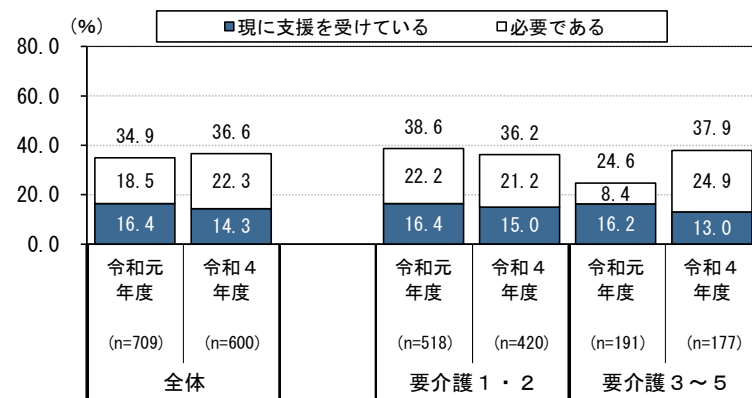 (%)
現に支援を受けている 必要である
80.0
60.0
40.0
20.0
0.0
34.9 36.6 38.6 36.2 24.6 37.9
18.5 22.3 22.2 21.2 8.4 24.9
16.4 14.3 16.4 15.0 16.2 13.0
令和元年度 令和4年度 令和元年度 令和4年度 令和元年度 令和4年度
(n=709) (n=600) (n=518) (n=420) (n=191) (n=177)
全体 要介護1・2 要介護3～5